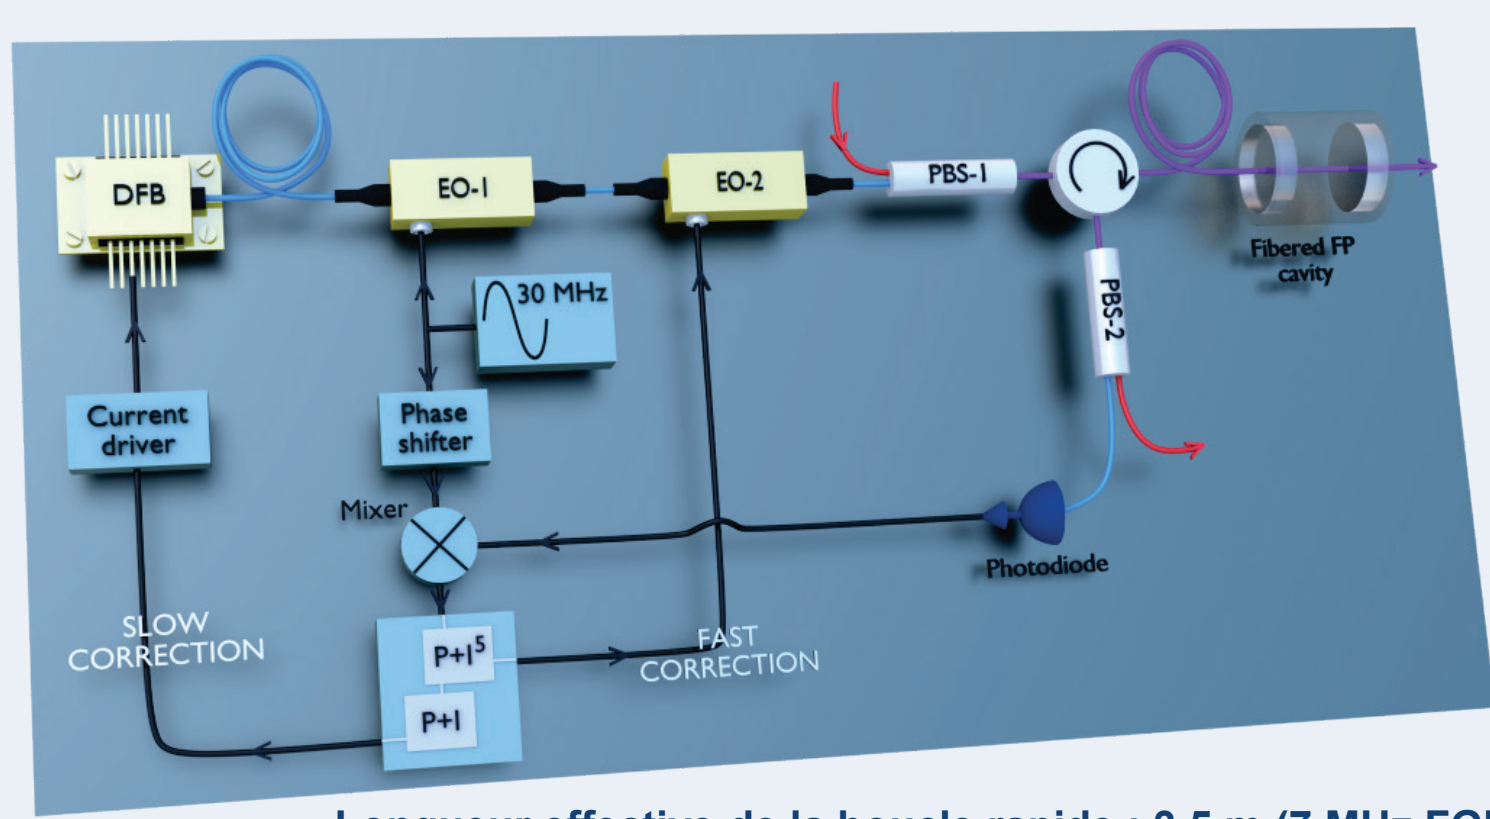 DFB
EO-1
EO-2
PBS-1
30 MHz
Fibered FP
cavity
PBS-2
Current
driver
Phase
shifter
Mixer
Photodiode
SLOW
CORRECTION
P+I⁵
FAST
CORRECTION
P+I